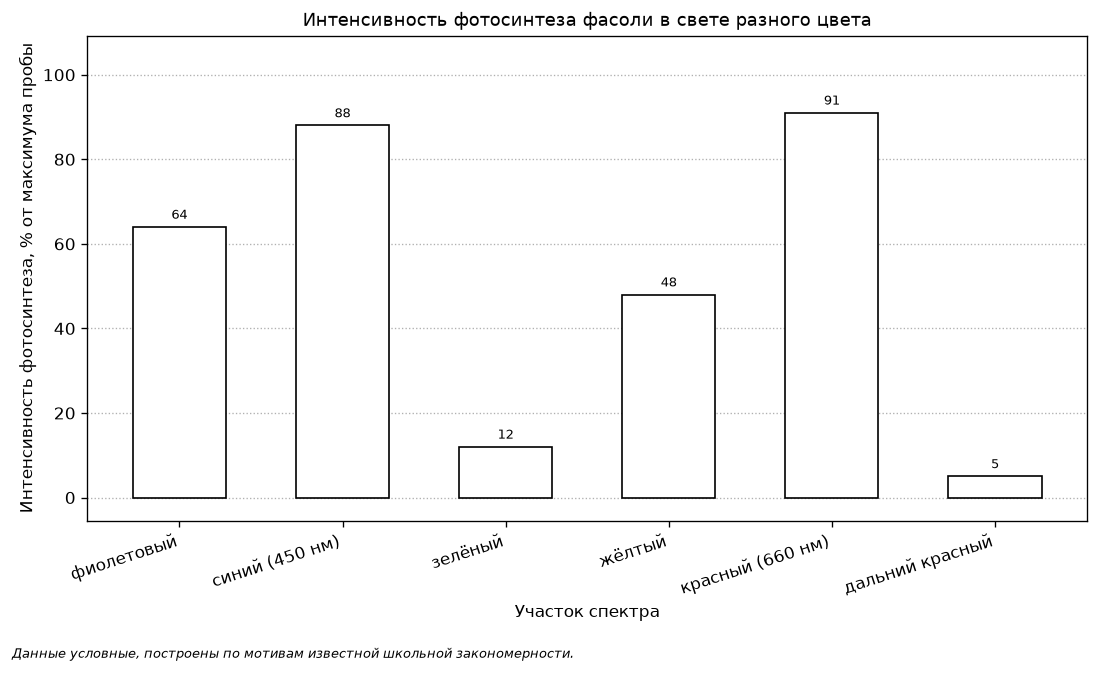 Интенсивность фотосинтеза фасоли в свете разного цвета
Интенсивность фотосинтеза, % от максимума пробы
100
80
60
40
20
0
64
88
12
48
91
5
фиолетовый
синий (450 нм)
зелёный
жёлтый
красный (660 нм)
дальний красный
Участок спектра
Данные условные, построены по мотивам известной школьной закономерности.